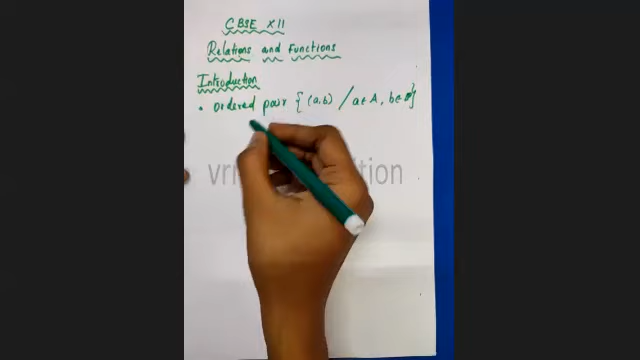 CBSE XII
Relations and Functions
Introduction
• Ordered pair { (a,b) / a ∈ A, b ∈ B }